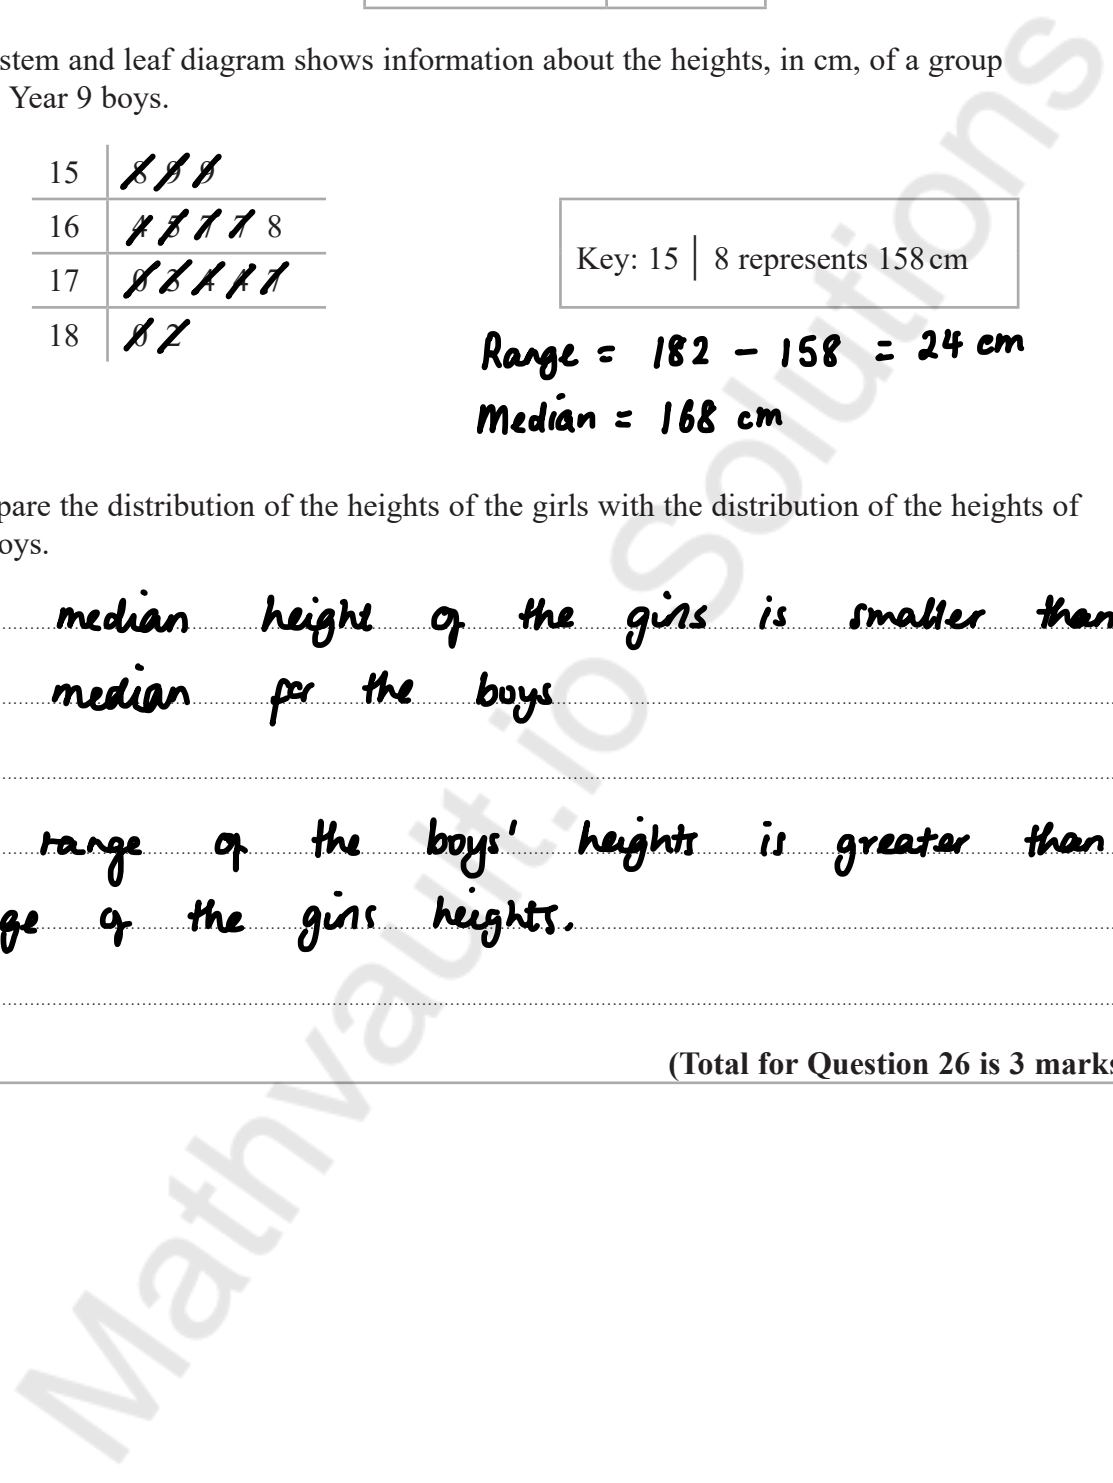 stem and leaf diagram shows information about the heights, in cm, of a group
Year 9 boys.
15 | 8 9 9
16 | 4 5 7 7 8
17 | 0 3 4 4 7
18 | 0 2
Key: 15 | 8 represents 158 cm
Range = 182 - 158 = 24 cm
Median = 168 cm
pare the distribution of the heights of the girls with the distribution of the heights of
oys.
median height of the girls is smaller than
median for the boys
range of the boys' heights is greater than
ge of the girls heights.
(Total for Question 26 is 3 marks
Mathvault.io Solutions